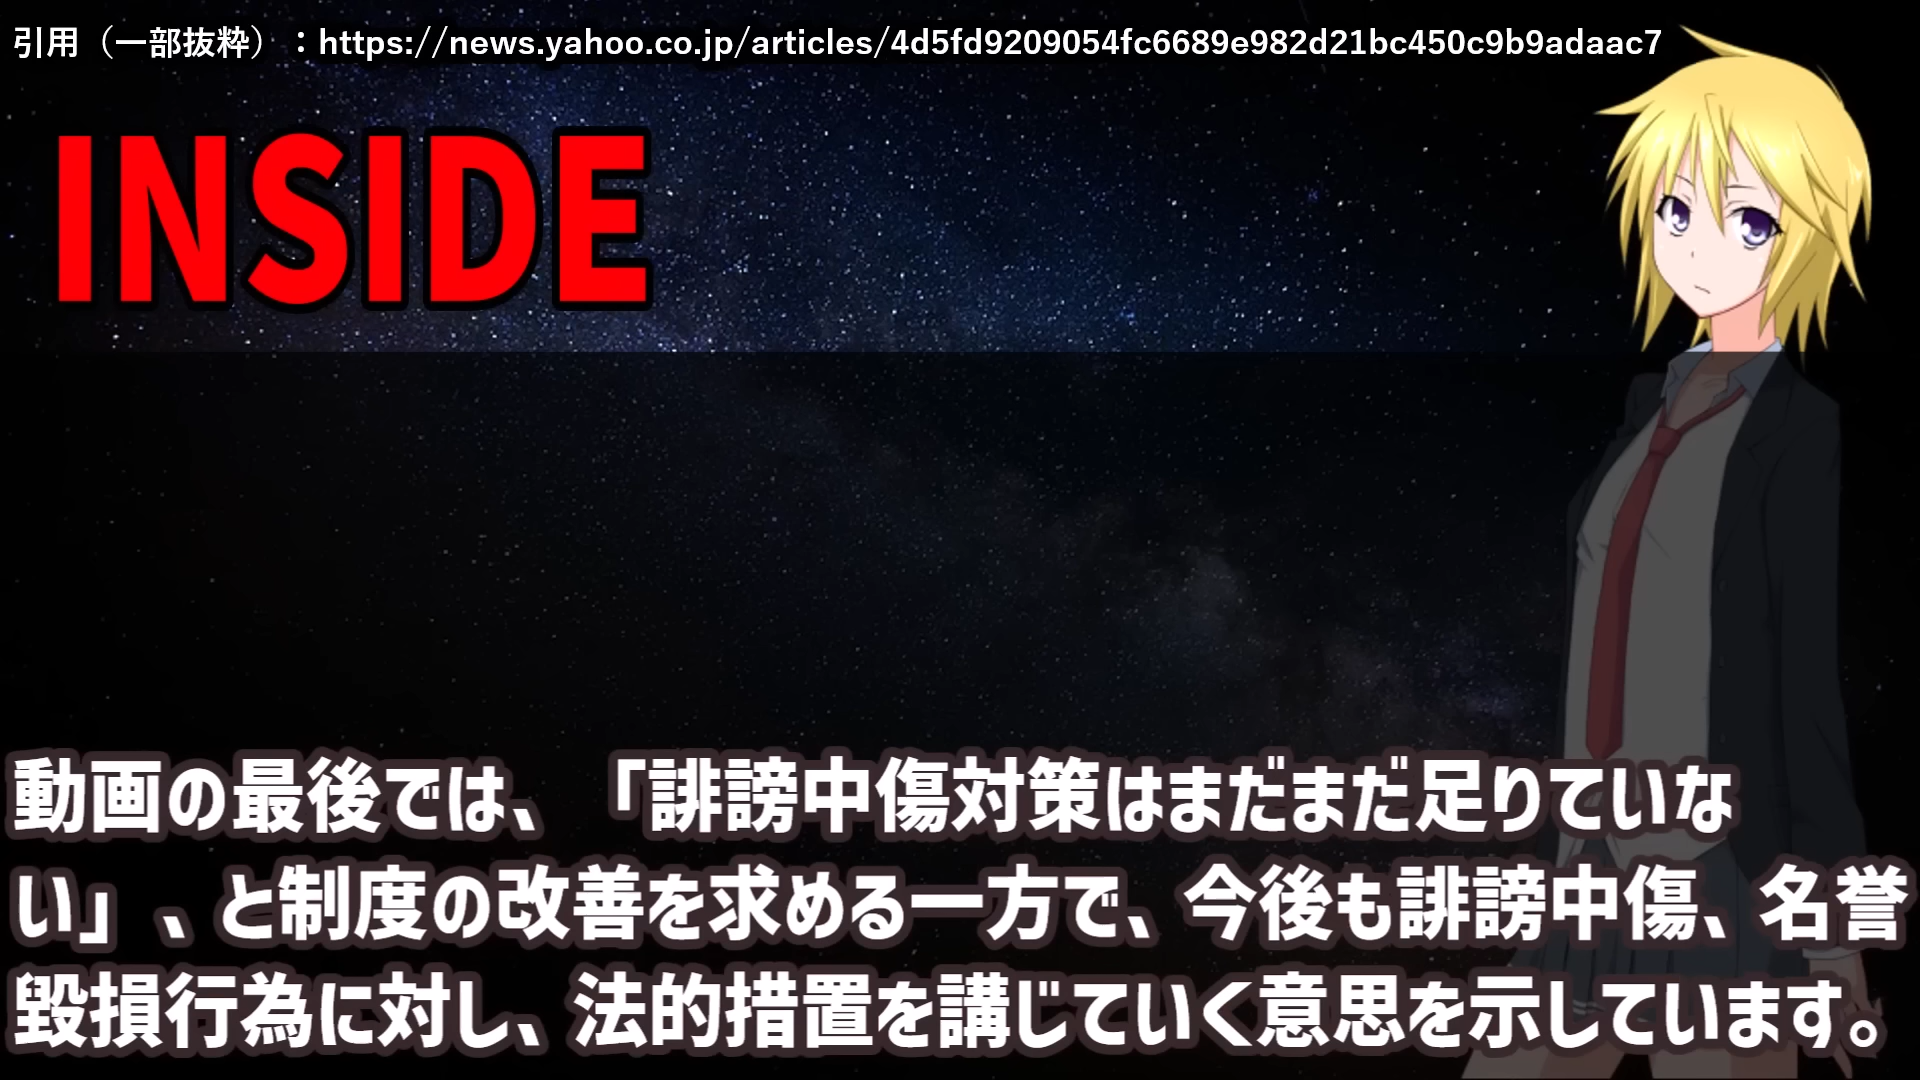 引用（一部抜粋）：https://news.yahoo.co.jp/articles/4d5fd9209054fc6689e982d21bc450c9b9adaac7
INSIDE
動画の最後では、「誹謗中傷対策はまだまだ足りていな
い」、と制度の改善を求める一方で、今後も誹謗中傷、名誉
毀損行為に対し、法的措置を講じていく意思を示しています。